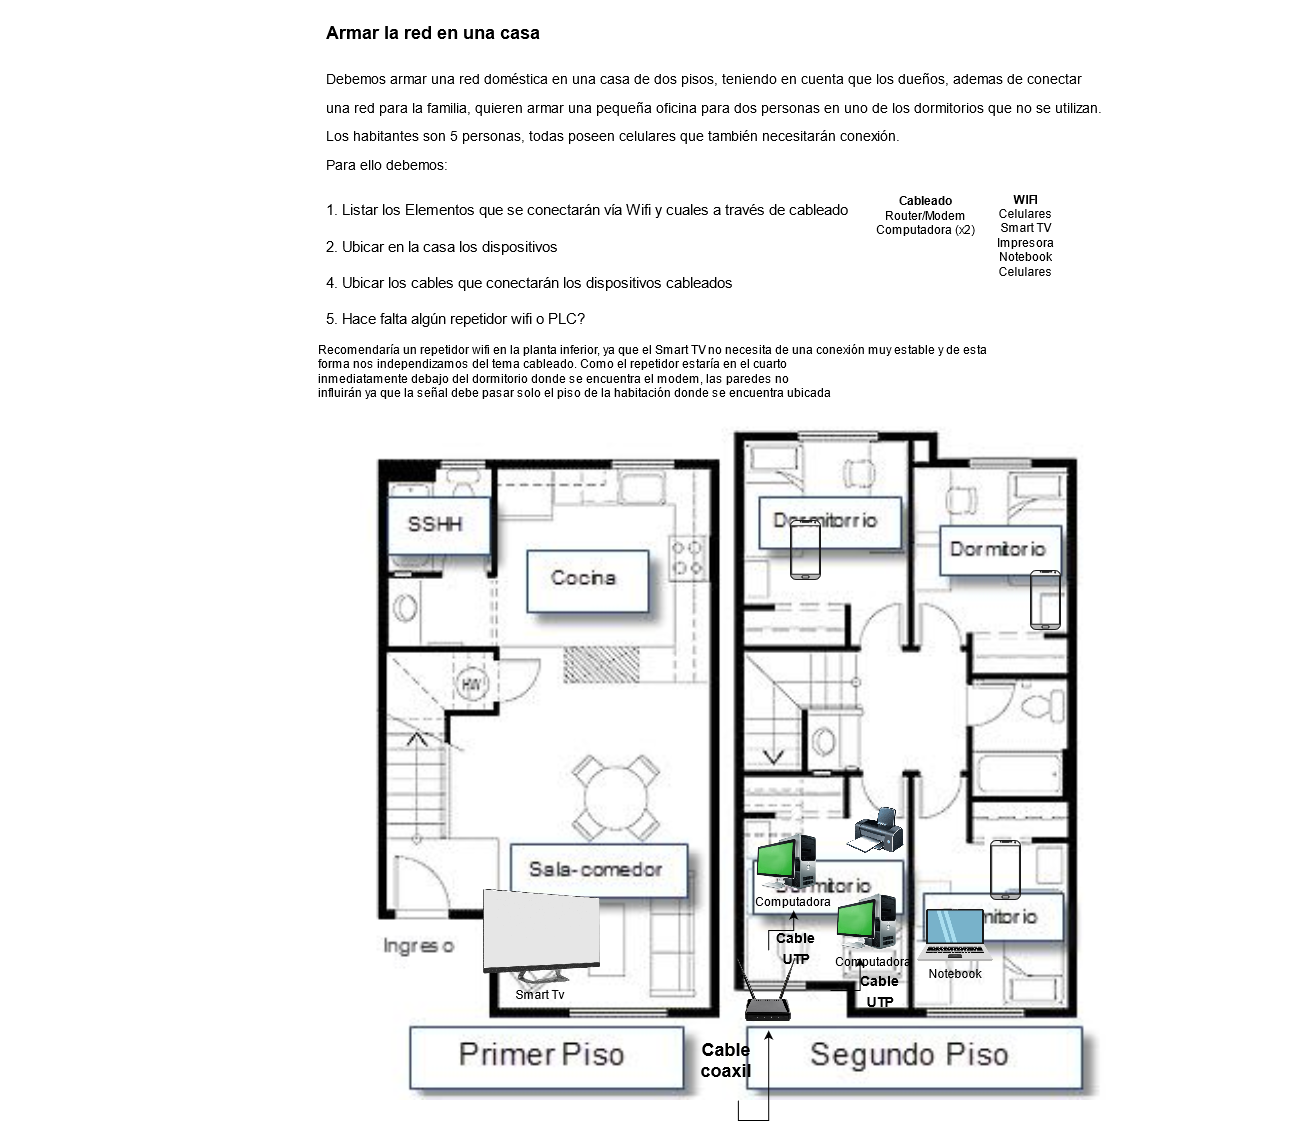 Armar la red en una casa
Debemos armar una red doméstica en una casa de dos pisos, teniendo en cuenta que los dueños, ademas de conectar
una red para la familia, quieren armar una pequeña oficina para dos personas en uno de los dormitorios que no se utilizan.
Los habitantes son 5 personas, todas poseen celulares que también necesitarán conexión.
Para ello debemos:
1. Listar los Elementos que se conectarán vía Wifi y cuales a través de cableado
Cableado
Router/Modem
Computadora (x2)
WIFI
Celulares
Smart TV
Impresora
Notebook
Celulares
2. Ubicar en la casa los dispositivos
4. Ubicar los cables que conectarán los dispositivos cableados
5. Hace falta algún repetidor wifi o PLC?
Recomendaría un repetidor wifi en la planta inferior, ya que el Smart TV no necesita de una conexión muy estable y de esta
forma nos independizamos del tema cableado. Como el repetidor estaría en el cuarto
inmediatamente debajo del dormitorio donde se encuentra el modem, las paredes no
influirán ya que la señal debe pasar solo el piso de la habitación donde se encuentra ubicada
SSHH
Cocina
HW
Sala-comedor
Ingreso
Smart Tv
Primer Piso
Dormitorrio
Dormitorio
Dormitorio
Computadora
Cable
UTP
Computadora
Cable
UTP
mitorio
Notebook
Cable
coaxil
Segundo Piso